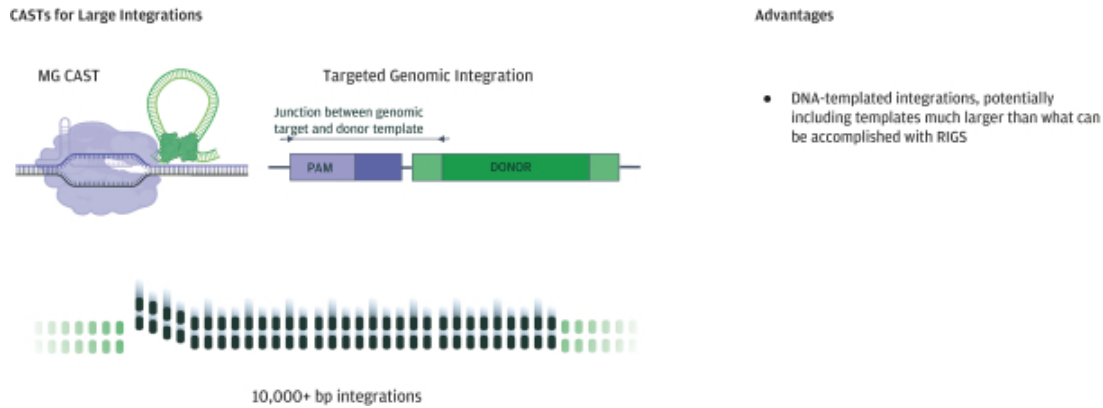 CASTs for Large Integrations
Advantages
MG CAST
Targeted Genomic Integration
Junction between genomic
target and donor template
PAM
DONOR
● DNA-templated integrations, potentially
including templates much larger than what can
be accomplished with RIGS
10,000+ bp integrations